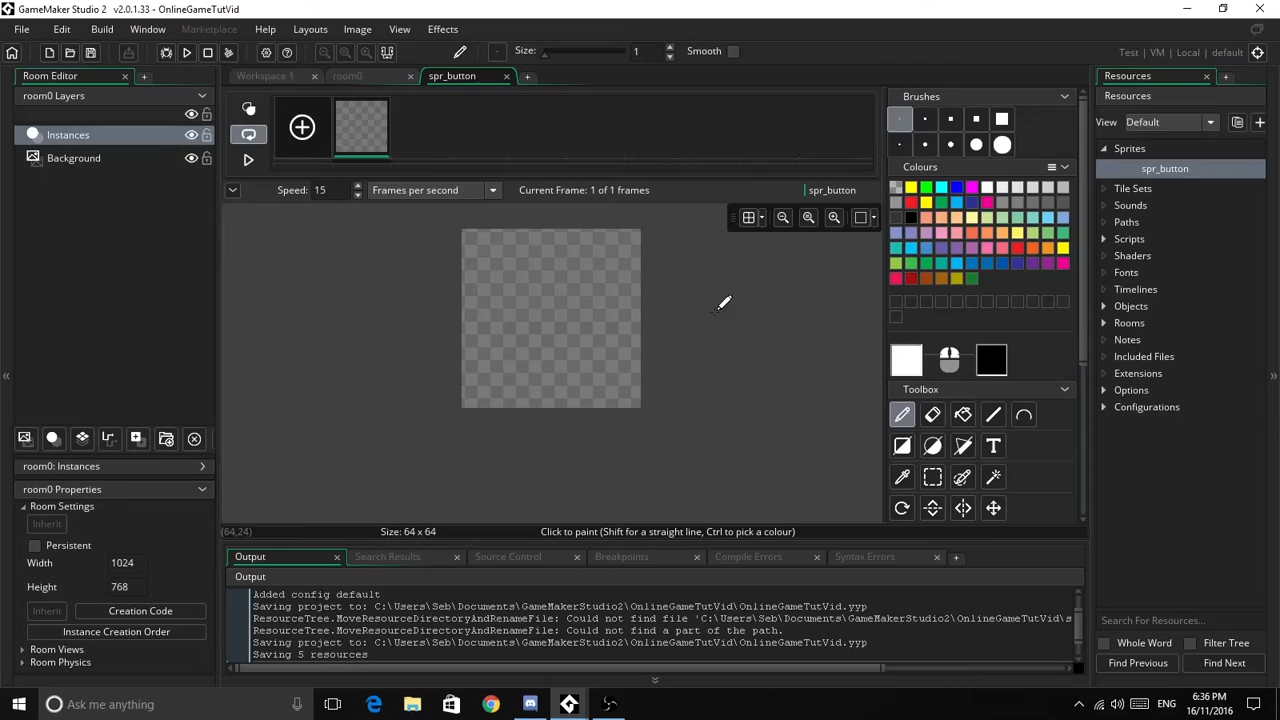 GameMaker Studio 2   v2.0.1.33 - OnlineGameTutVid
File Edit Build Window Marketplace Help Layouts Image View Effects
Size: 1 Smooth
Test | VM | Local | default
Room Editor
Workspace 1 room0 spr_button
Resources
room0 Layers
Instances
Background
Speed: 15 Frames per second Current Frame: 1 of 1 frames spr_button
Brushes
Colours
Toolbox
Resources
View Default
Sprites
spr_button
Tile Sets
Sounds
Paths
Scripts
Shaders
Fonts
Timelines
Objects
Rooms
Notes
Included Files
Extensions
Options
Configurations
room0: Instances
room0 Properties
Room Settings
Inherit
Persistent
Width 1024
Height 768
Inherit Creation Code
Instance Creation Order
Room Views
Room Physics
(64,24) Size: 64 x 64 Click to paint (Shift for a straight line, Ctrl to pick a colour)
Output Search Results Source Control Breakpoints Compile Errors Syntax Errors
Output
Added config default
Saving project to: C:\Users\Seb\Documents\GameMakerStudio2\OnlineGameTutVid\OnlineGameTutVid.yyp
ResourceTree.MoveResourceDirectoryAndRenameFile: Could not find file 'C:\Users\Seb\Documents\GameMakerStudio2\OnlineGameTutVid\s
ResourceTree.MoveResourceDirectoryAndRenameFile: Could not find a part of the path.
Saving project to: C:\Users\Seb\Documents\GameMakerStudio2\OnlineGameTutVid\OnlineGameTutVid.yyp
Saving 5 resources
Search For Resources...
Whole Word Filter Tree
Find Previous Find Next
Ask me anything
ENG
6:36 PM
16/11/2016